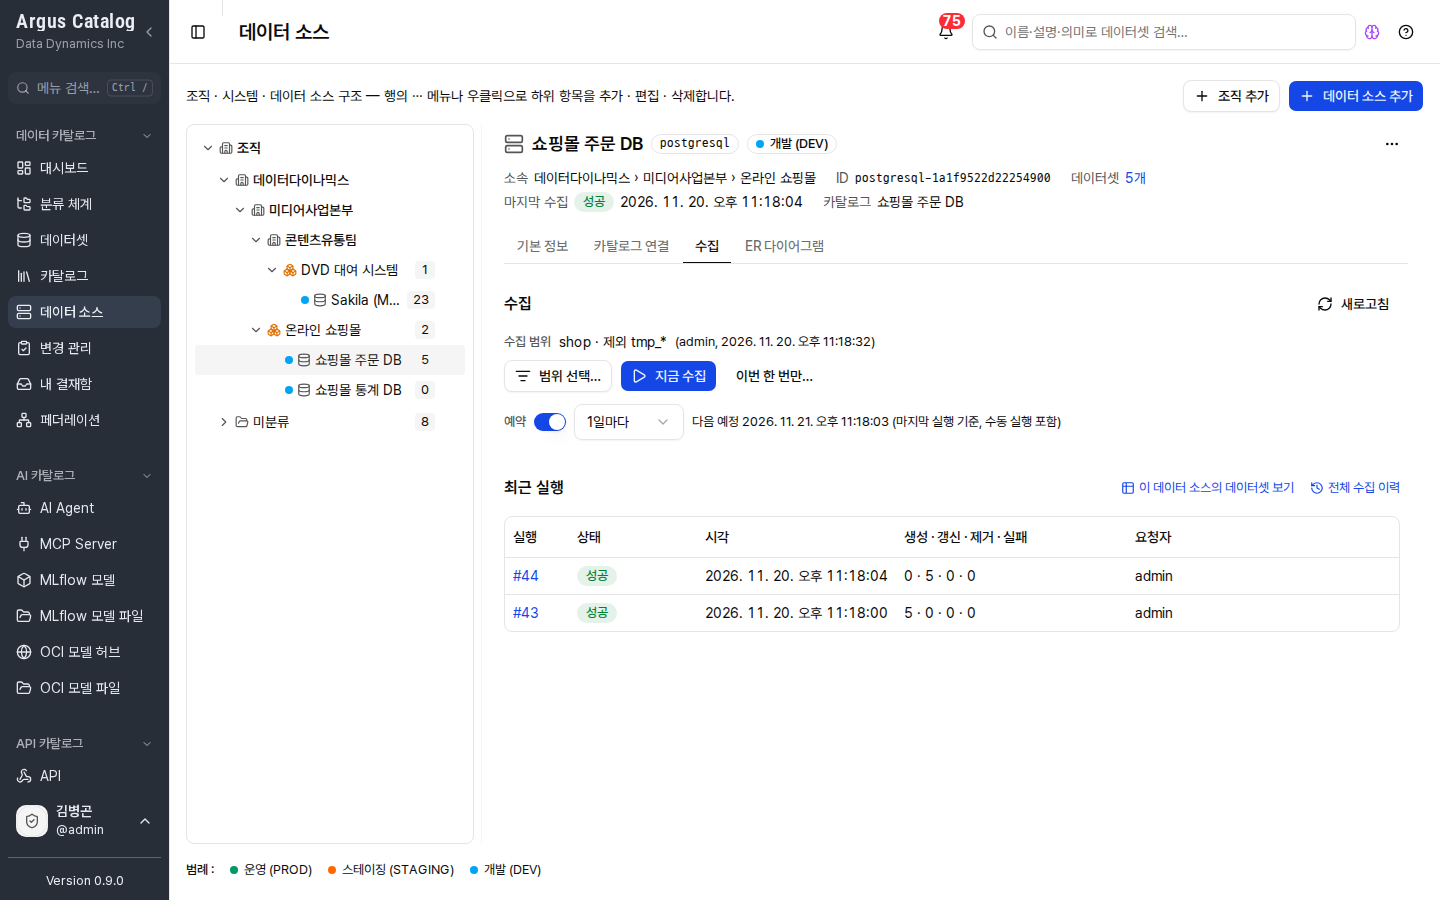 Argus Catalog
Data Dynamics Inc
메뉴 검색... Ctrl /
데이터 카탈로그
대시보드
분류 체계
데이터셋
카탈로그
데이터 소스
변경 관리
내 결재함
페더레이션
AI 카탈로그
AI Agent
MCP Server
MLflow 모델
MLflow 모델 파일
OCI 모델 허브
OCI 모델 파일
API 카탈로그
API
김병곤
@admin
Version 0.9.0
데이터 소스
75
이름·설명·의미로 데이터셋 검색...
조직 · 시스템 · 데이터 소스 구조 — 행의 ··· 메뉴나 우클릭으로 하위 항목을 추가 · 편집 · 삭제합니다.
조직 추가
데이터 소스 추가
조직
데이터다이나믹스
미디어사업본부
콘텐츠유통팀
DVD 대여 시스템 1
Sakila (M... 23
온라인 쇼핑몰 2
쇼핑몰 주문 DB 5
쇼핑몰 통계 DB 0
미분류 8
쇼핑몰 주문 DB postgresql 개발 (DEV)
소속 데이터다이나믹스 › 미디어사업본부 › 온라인 쇼핑몰 ID postgresql-1a1f9522d22254900 데이터셋 5개
마지막 수집 성공 2026. 11. 20. 오후 11:18:04 카탈로그 쇼핑몰 주문 DB
기본 정보 카탈로그 연결 수집 ER 다이어그램
수집 새로고침
수집 범위 shop · 제외 tmp_* (admin, 2026. 11. 20. 오후 11:18:32)
범위 선택... 지금 수집 이번 한 번만...
예약 1일마다 다음 예정 2026. 11. 21. 오후 11:18:03 (마지막 실행 기준, 수동 실행 포함)
최근 실행 이 데이터 소스의 데이터셋 보기 전체 수집 이력
실행 상태 시각 생성 · 갱신 · 제거 · 실패 요청자
#44 성공 2026. 11. 20. 오후 11:18:04 0 · 5 · 0 · 0 admin
#43 성공 2026. 11. 20. 오후 11:18:00 5 · 0 · 0 · 0 admin
범례 : 운영 (PROD) 스테이징 (STAGING) 개발 (DEV)